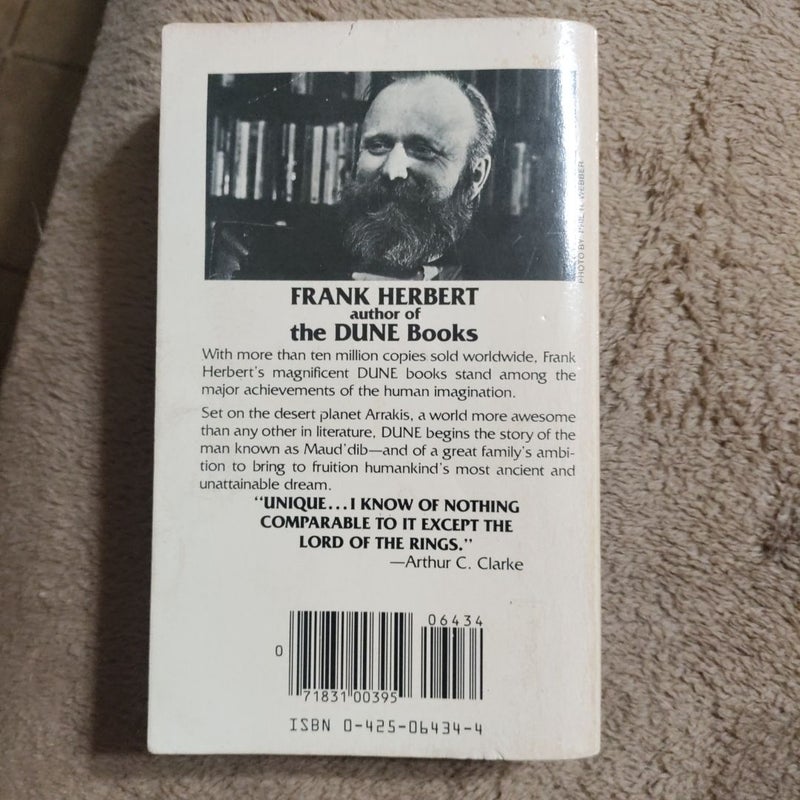 PHOTO BY: PHIL H. WEBBER
FRANK HERBERT
author of
the DUNE Books
With more than ten million copies sold worldwide, Frank
Herbert's magnificent DUNE books stand among the
major achievements of the human imagination.
Set on the desert planet Arrakis, a world more awesome
than any other in literature, DUNE begins the story of the
man known as Maud'dib—and of a great family's ambi-
tion to bring to fruition humankind's most ancient and
unattainable dream.
"UNIQUE...I KNOW OF NOTHING
COMPARABLE TO IT EXCEPT THE
LORD OF THE RINGS."
—Arthur C. Clarke
06434
0
71831 00395
ISBN 0-425-06434-4